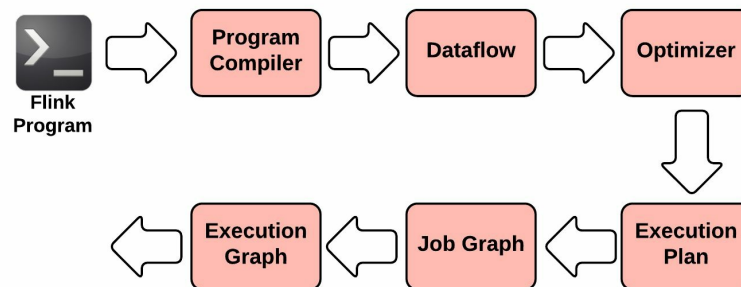 Flink
Program
Program
Compiler
Dataflow
Optimizer
Execution
Plan
Job Graph
Execution
Graph